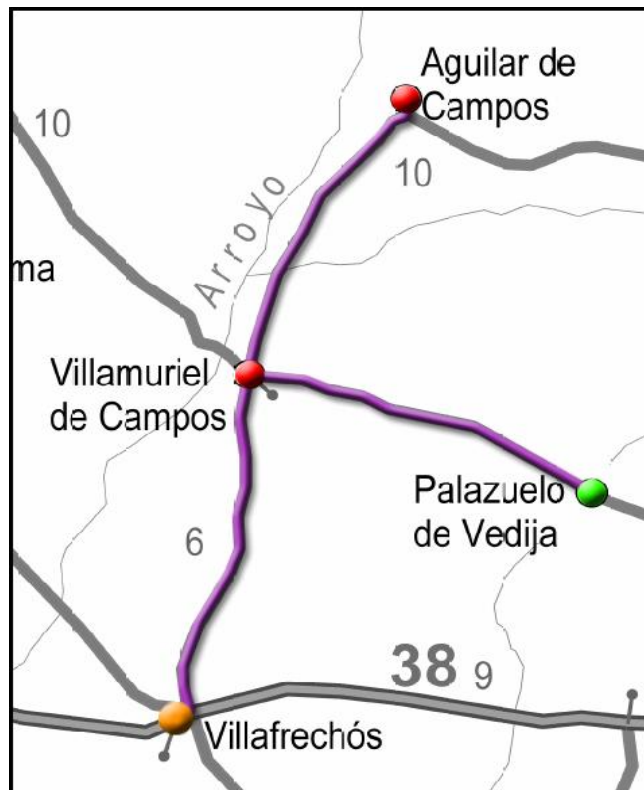 Aguilar de
Campos
10
10
Arroyo
ma
Villamuriel
de Campos
Palazuelo
de Vedija
6
38 9
Villafrechós